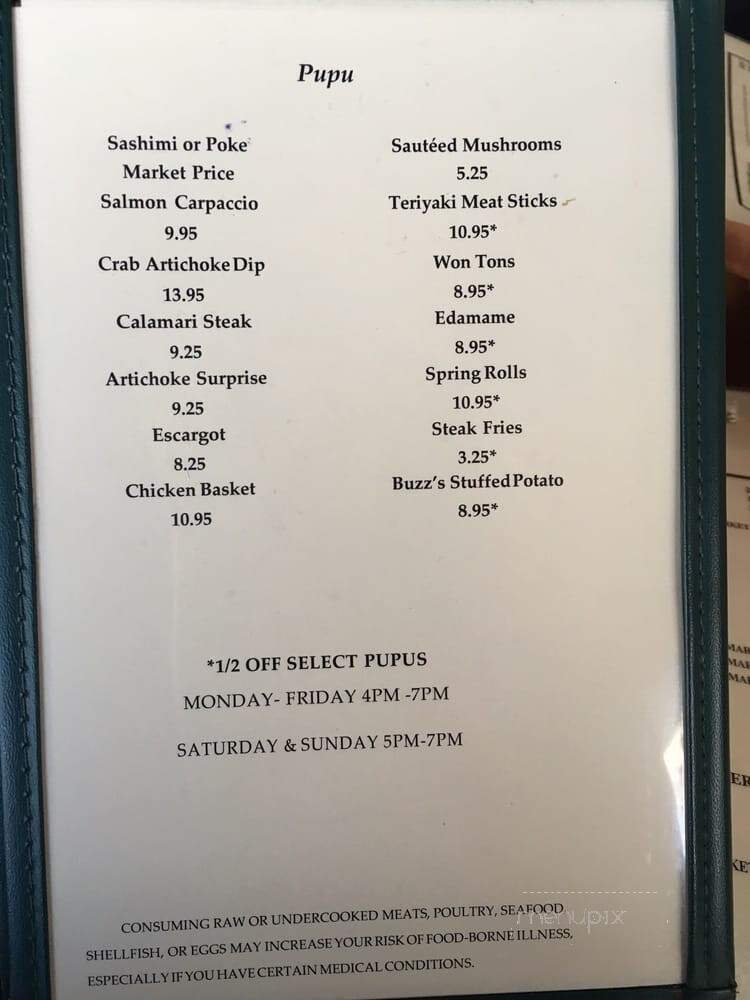 Pupu
Sashimi or Poke
Market Price
Salmon Carpaccio
9.95
Crab Artichoke Dip
13.95
Calamari Steak
9.25
Artichoke Surprise
9.25
Escargot
8.25
Chicken Basket
10.95
Sautéed Mushrooms
5.25
Teriyaki Meat Sticks
10.95*
Won Tons
8.95*
Edamame
8.95*
Spring Rolls
10.95*
Steak Fries
3.25*
Buzz's Stuffed Potato
8.95*
*1/2 OFF SELECT PUPUS
MONDAY- FRIDAY 4PM -7PM
SATURDAY & SUNDAY 5PM-7PM
CONSUMING RAW OR UNDERCOOKED MEATS, POULTRY, SEAFOOD
SHELLFISH, OR EGGS MAY INCREASE YOUR RISK OF FOOD-BORNE ILLNESS,
ESPECIALLY IF YOU HAVE CERTAIN MEDICAL CONDITIONS.
menupix